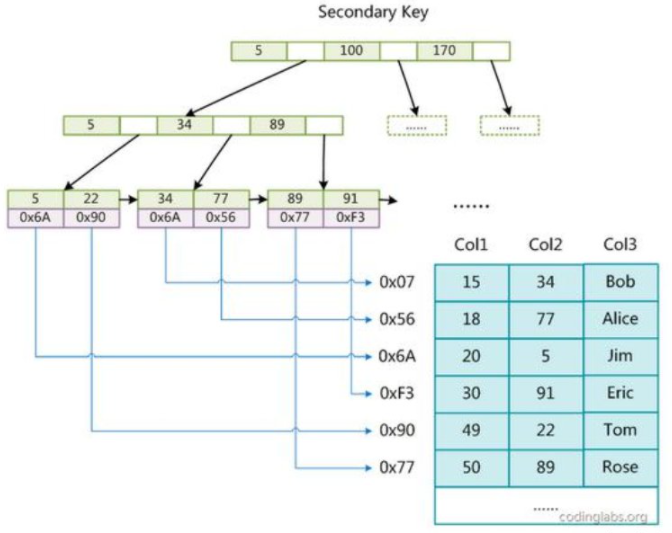 Secondary Key
5 100 170
5 34 89
...... ......
5 22 34 77 89 91
0x6A 0x90 0x6A 0x56 0x77 0xF3
......
Col1 Col2 Col3
0x07 15 34 Bob
0x56 18 77 Alice
0x6A 20 5 Jim
0xF3 30 91 Eric
0x90 49 22 Tom
0x77 50 89 Rose
......
codinglabs.org